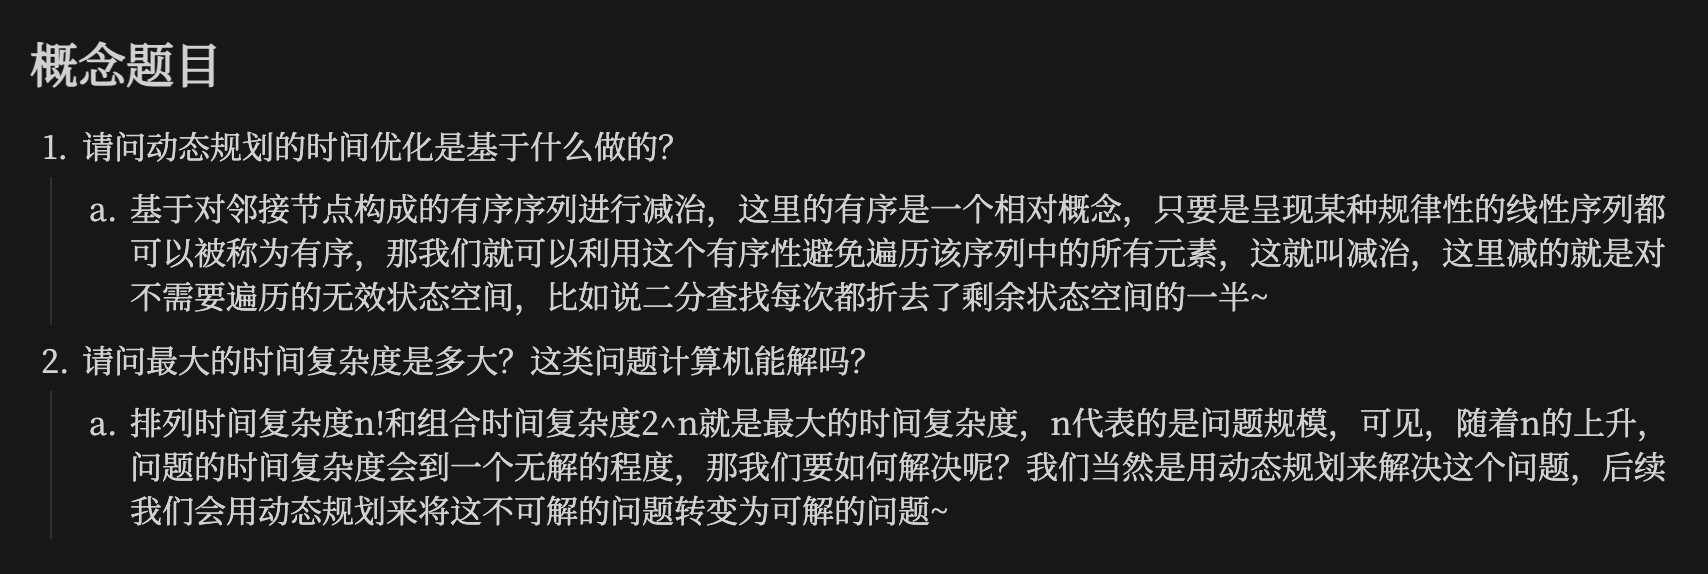 概念题目
1. 请问动态规划的时间优化是基于什么做的？
a. 基于对邻接节点构成的有序序列进行减治，这里的有序是一个相对概念，只要是呈现某种规律性的线性序列都
可以被称为有序，那我们就可以利用这个有序性避免遍历该序列中的所有元素，这就叫减治，这里减的就是对
不需要遍历的无效状态空间，比如说二分查找每次都折去了剩余状态空间的一半~
2. 请问最大的时间复杂度是多大？这类问题计算机能解吗？
a. 排列时间复杂度n!和组合时间复杂度2^n就是最大的时间复杂度，n代表的是问题规模，可见，随着n的上升，
问题的时间复杂度会到一个无解的程度，那我们要如何解决呢？我们当然是用动态规划来解决这个问题，后续
我们会用动态规划来将这不可解的问题转变为可解的问题~